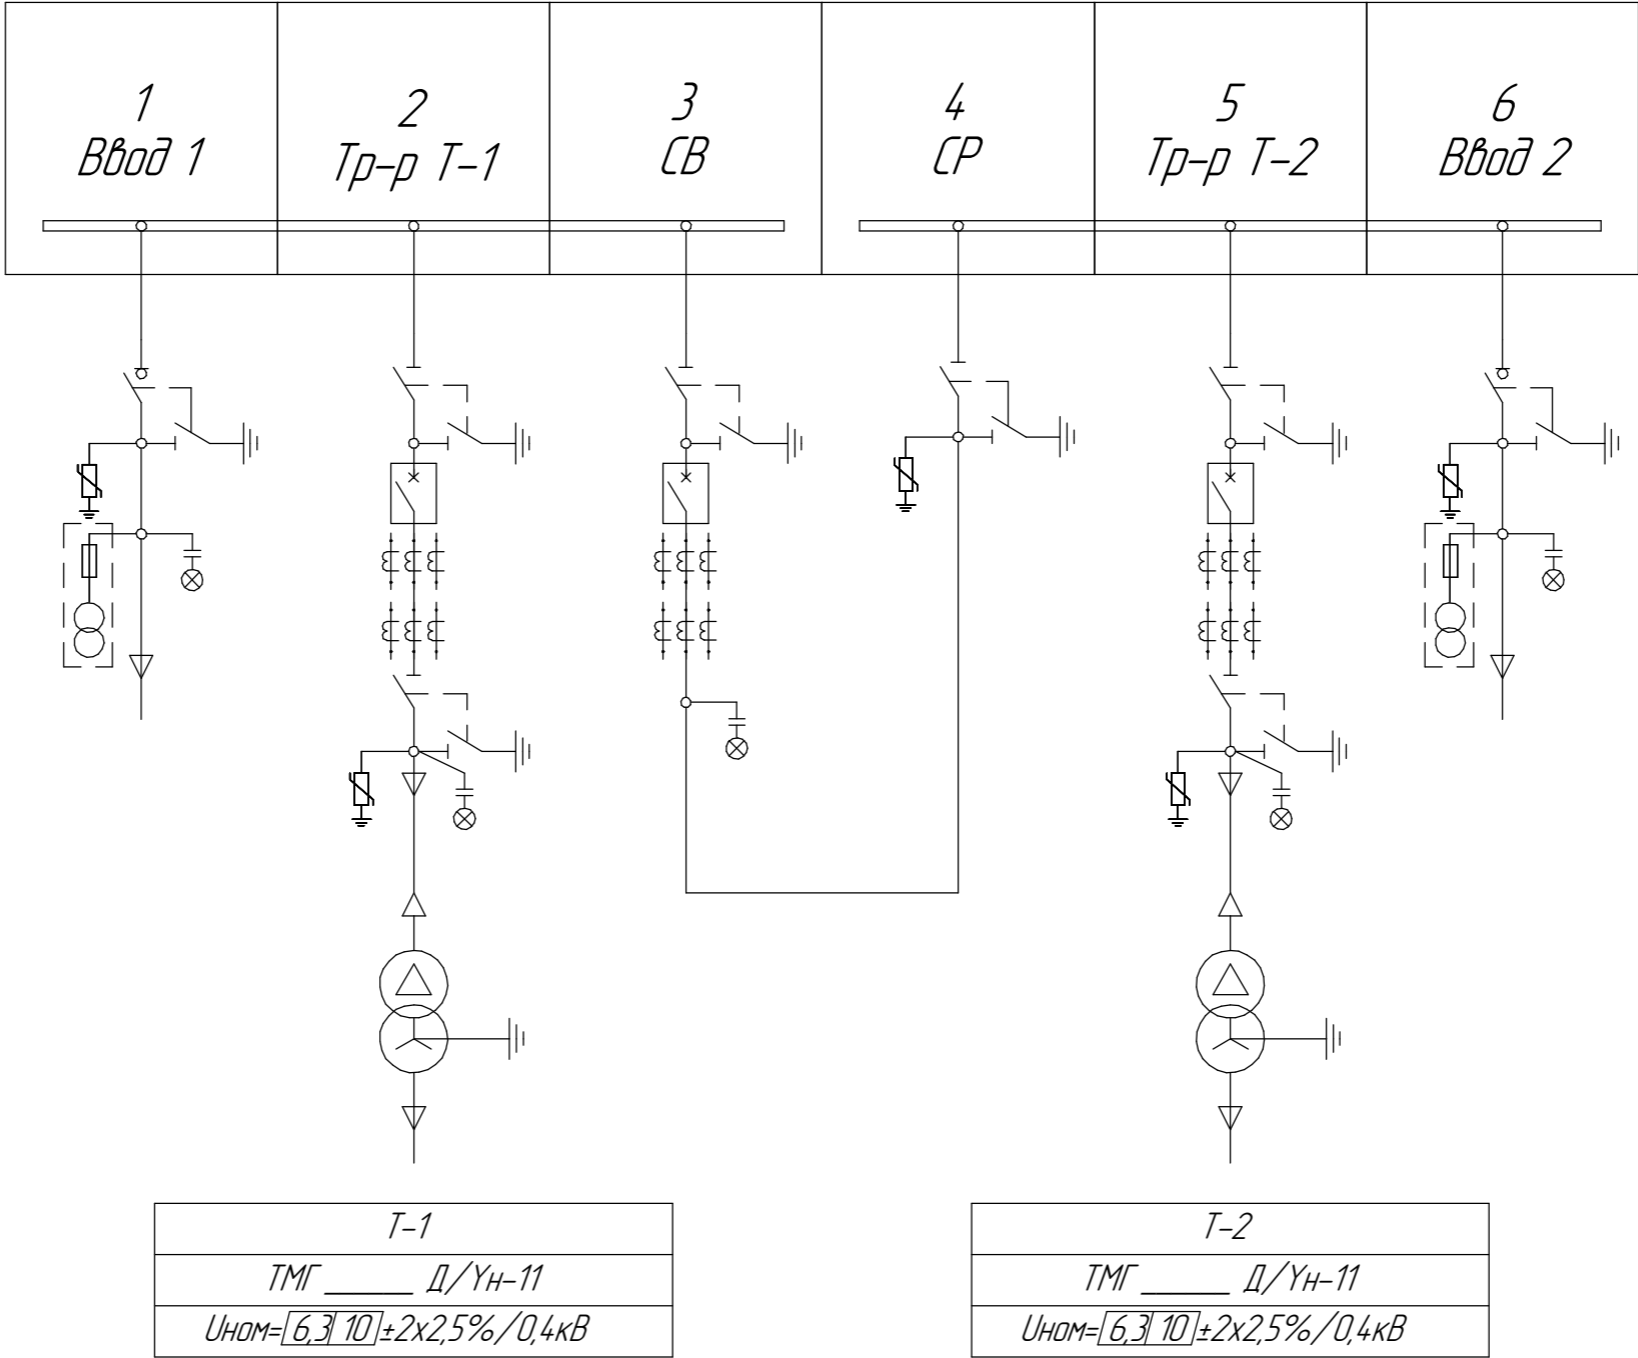 1
Ввод 1
2
Тр-р Т-1
3
СВ
4
СР
5
Тр-р Т-2
6
Ввод 2
Т-1
ТМГ ______ Д/Ун-11
Uном=6,3 10 ±2х2,5%/0,4кВ
Т-2
ТМГ ______ Д/Ун-11
Uном=6,3 10 ±2х2,5%/0,4кВ